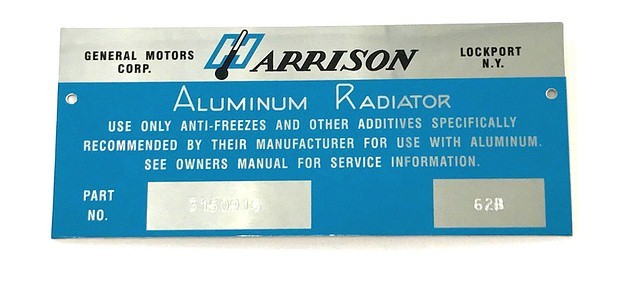 GENERAL MOTORS CORP.
HARRISON
LOCKPORT N.Y.
ALUMINUM RADIATOR
USE ONLY ANTI-FREEZES AND OTHER ADDITIVES SPECIFICALLY
RECOMMENDED BY THEIR MANUFACTURER FOR USE WITH ALUMINUM.
SEE OWNERS MANUAL FOR SERVICE INFORMATION.
PART NO.
62B